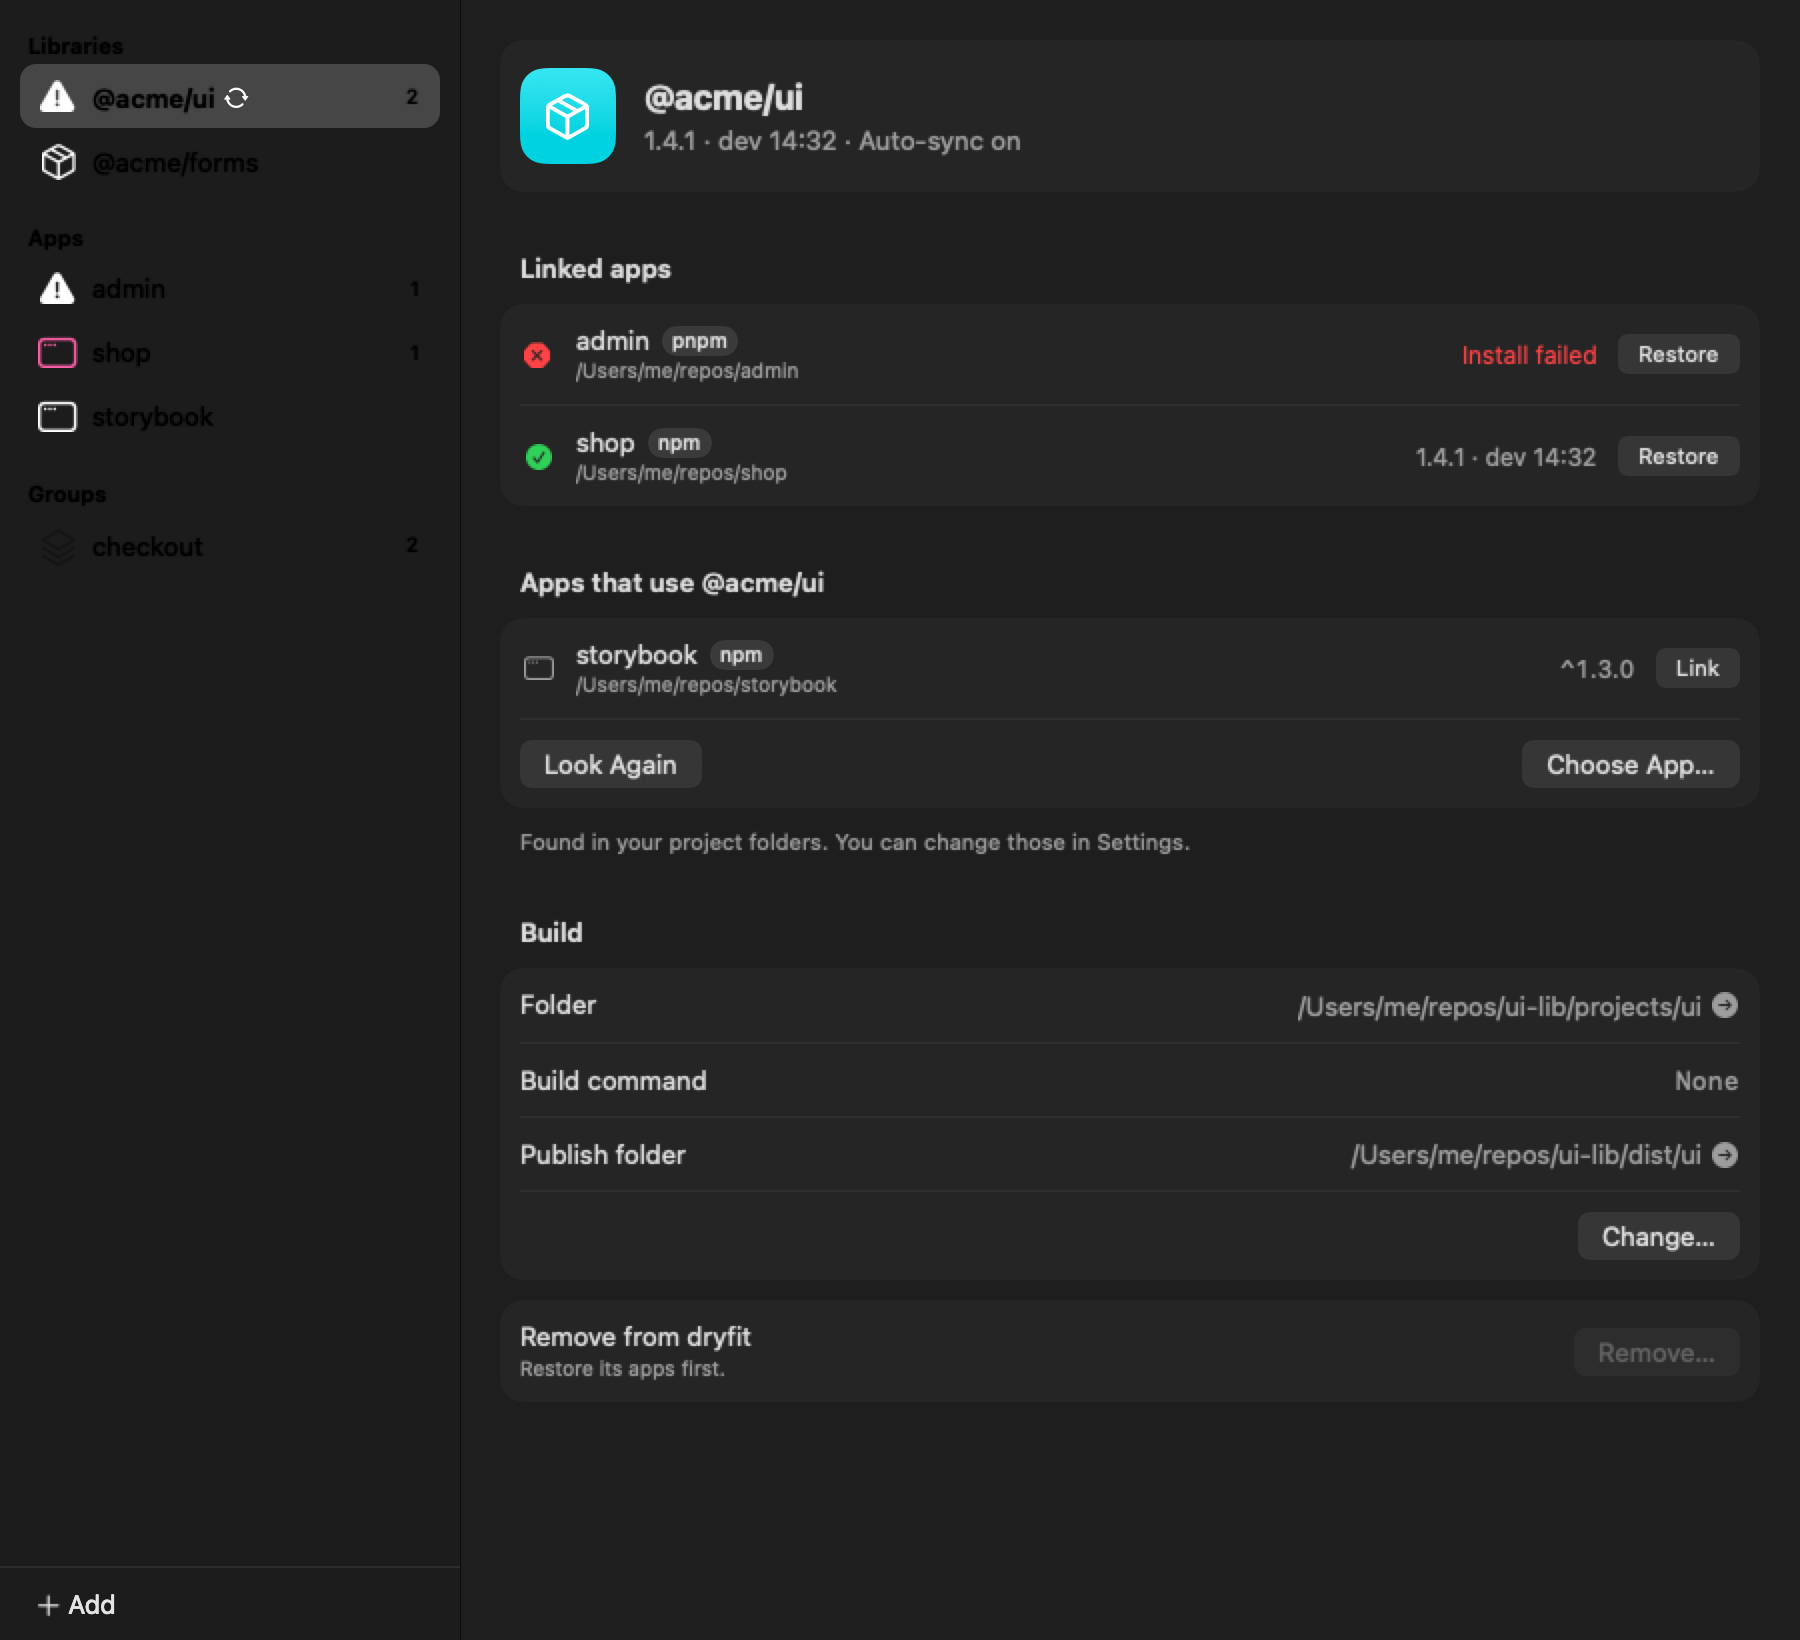 Libraries
@acme/ui 2
@acme/forms
Apps
admin 1
shop 1
storybook
Groups
checkout 2
+ Add
@acme/ui
1.4.1 · dev 14:32 · Auto-sync on
Linked apps
admin pnpm
/Users/me/repos/admin
Install failed Restore
shop npm
/Users/me/repos/shop
1.4.1 · dev 14:32 Restore
Apps that use @acme/ui
storybook npm
/Users/me/repos/storybook
^1.3.0 Link
Look Again Choose App...
Found in your project folders. You can change those in Settings.
Build
Folder /Users/me/repos/ui-lib/projects/ui
Build command None
Publish folder /Users/me/repos/ui-lib/dist/ui
Change...
Remove from dryfit
Restore its apps first.
Remove...